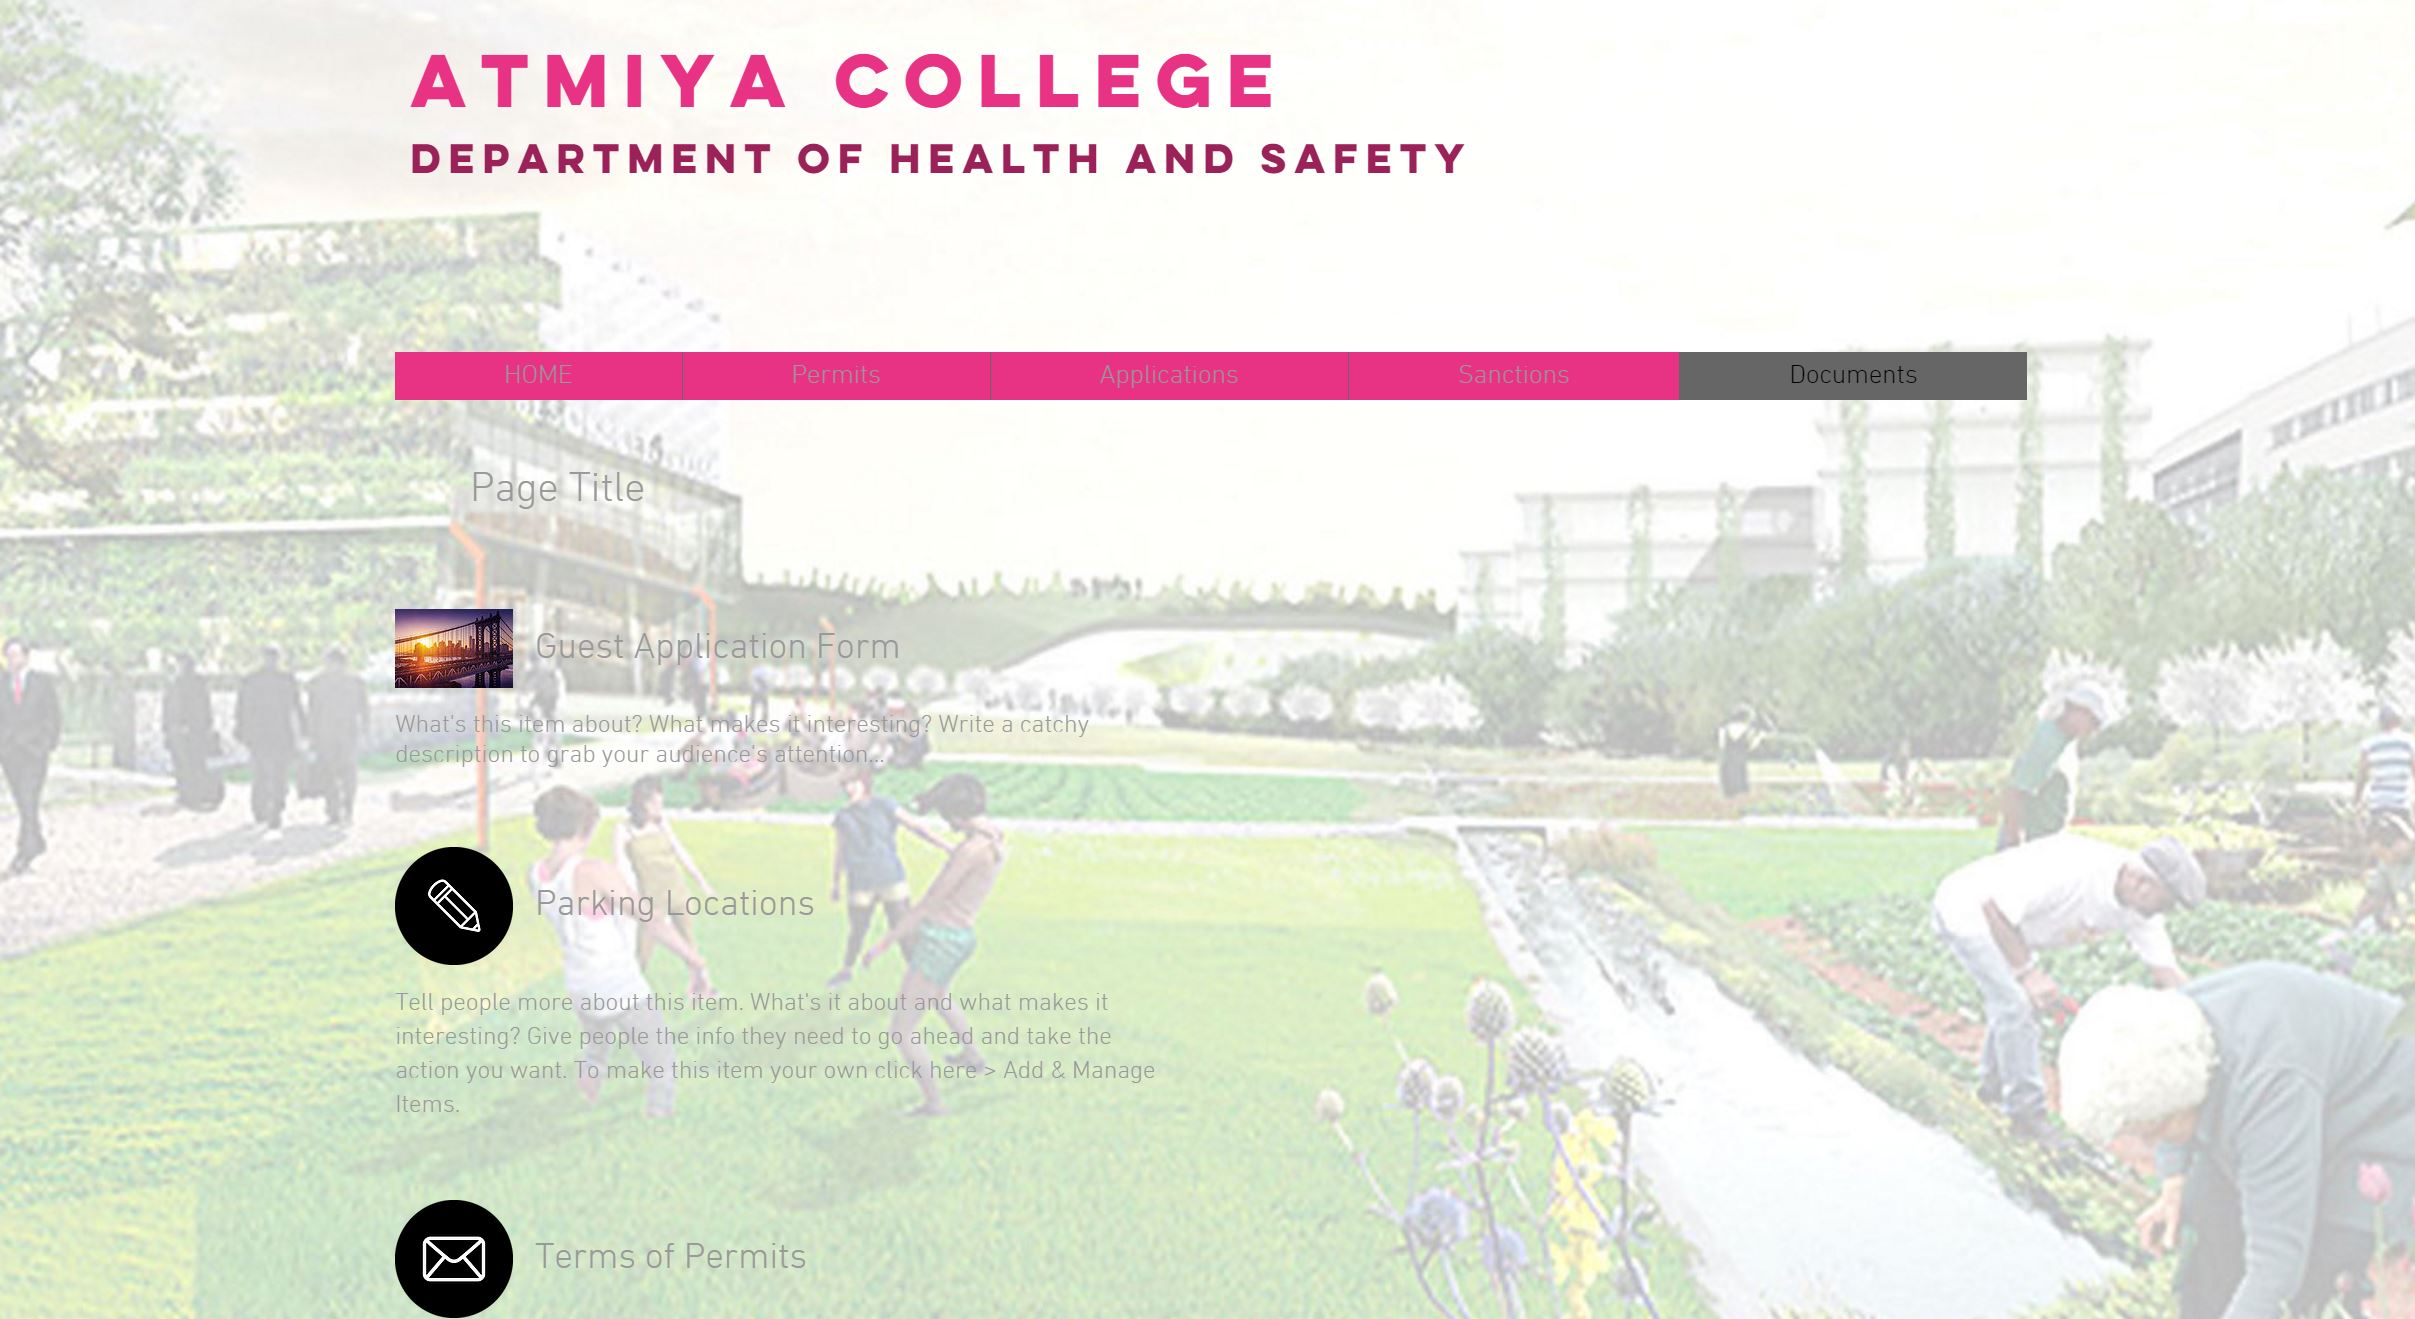 ATMIYA COLLEGE
DEPARTMENT OF HEALTH AND SAFETY
HOME
Permits
Applications
Sanctions
Documents
Page Title
Guest Application Form
What's this item about? What makes it interesting? Write a catchy
description to grab your audience's attention...
Parking Locations
Tell people more about this item. What's it about and what makes it
interesting? Give people the info they need to go ahead and take the
action you want. To make this item your own click here > Add & Manage
Items.
Terms of Permits